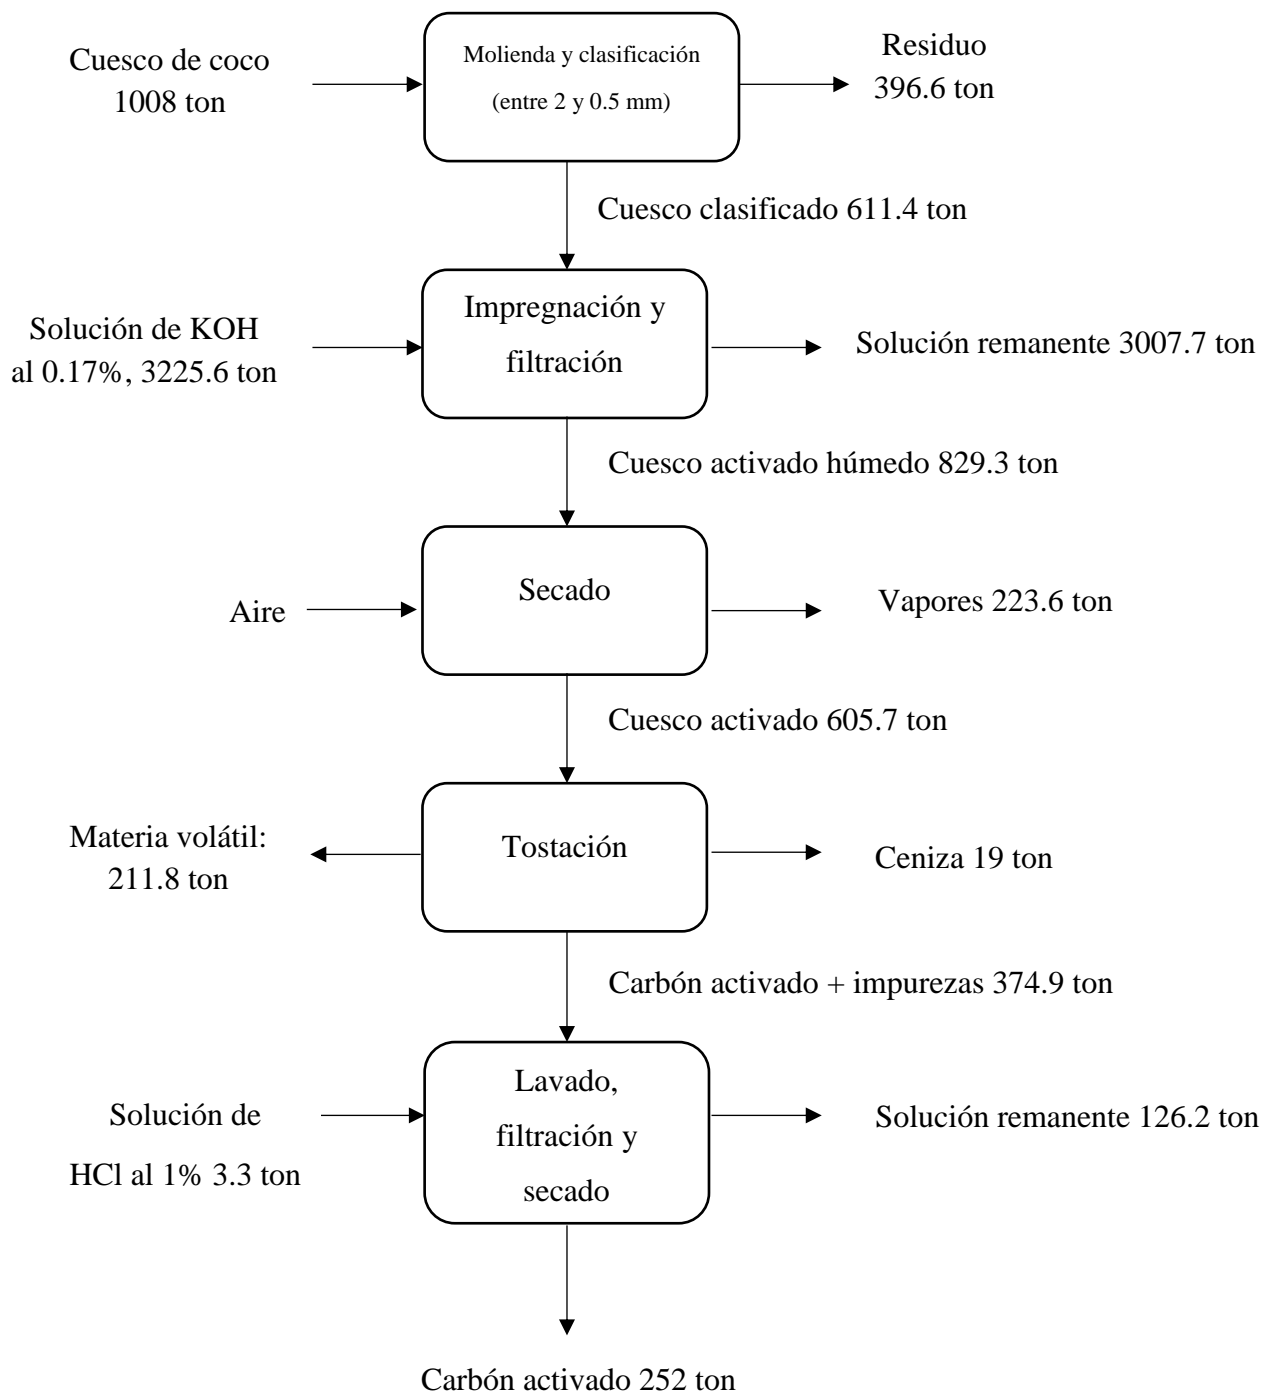 Cuesco de coco
1008 ton
Molienda y clasificación
(entre 2 y 0.5 mm)
Residuo
396.6 ton
Cuesco clasificado 611.4 ton
Solución de KOH
al 0.17%, 3225.6 ton
Impregnación y
filtración
Solución remanente 3007.7 ton
Cuesco activado húmedo 829.3 ton
Aire
Secado
Vapores 223.6 ton
Cuesco activado 605.7 ton
Materia volátil:
211.8 ton
Tostación
Ceniza 19 ton
Carbón activado + impurezas 374.9 ton
Solución de
HCl al 1% 3.3 ton
Lavado,
filtración y
secado
Solución remanente 126.2 ton
Carbón activado 252 ton